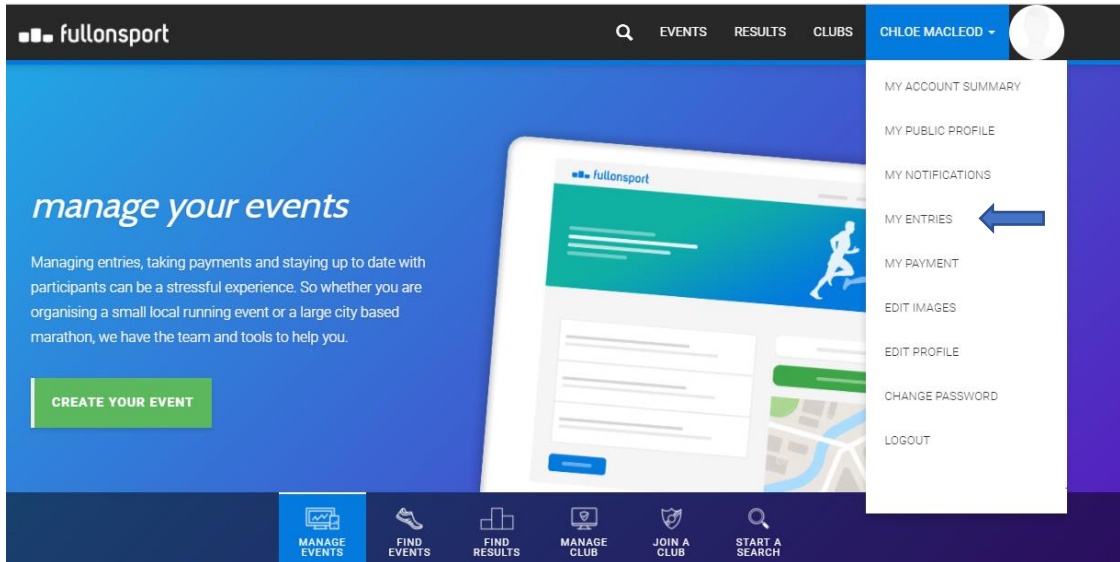 fullonsport
EVENTS RESULTS CLUBS CHLOE MACLEOD
MY ACCOUNT SUMMARY
MY PUBLIC PROFILE
MY NOTIFICATIONS
MY ENTRIES
MY PAYMENT
EDIT IMAGES
EDIT PROFILE
CHANGE PASSWORD
LOGOUT
manage your events
Managing entries, taking payments and staying up to date with
participants can be a stressful experience. So whether you are
organising a small local running event or a large city based
marathon, we have the team and tools to help you.
CREATE YOUR EVENT
fullonsport
MANAGE
EVENTS
FIND
EVENTS
FIND
RESULTS
MANAGE
CLUB
JOIN A
CLUB
START A
SEARCH